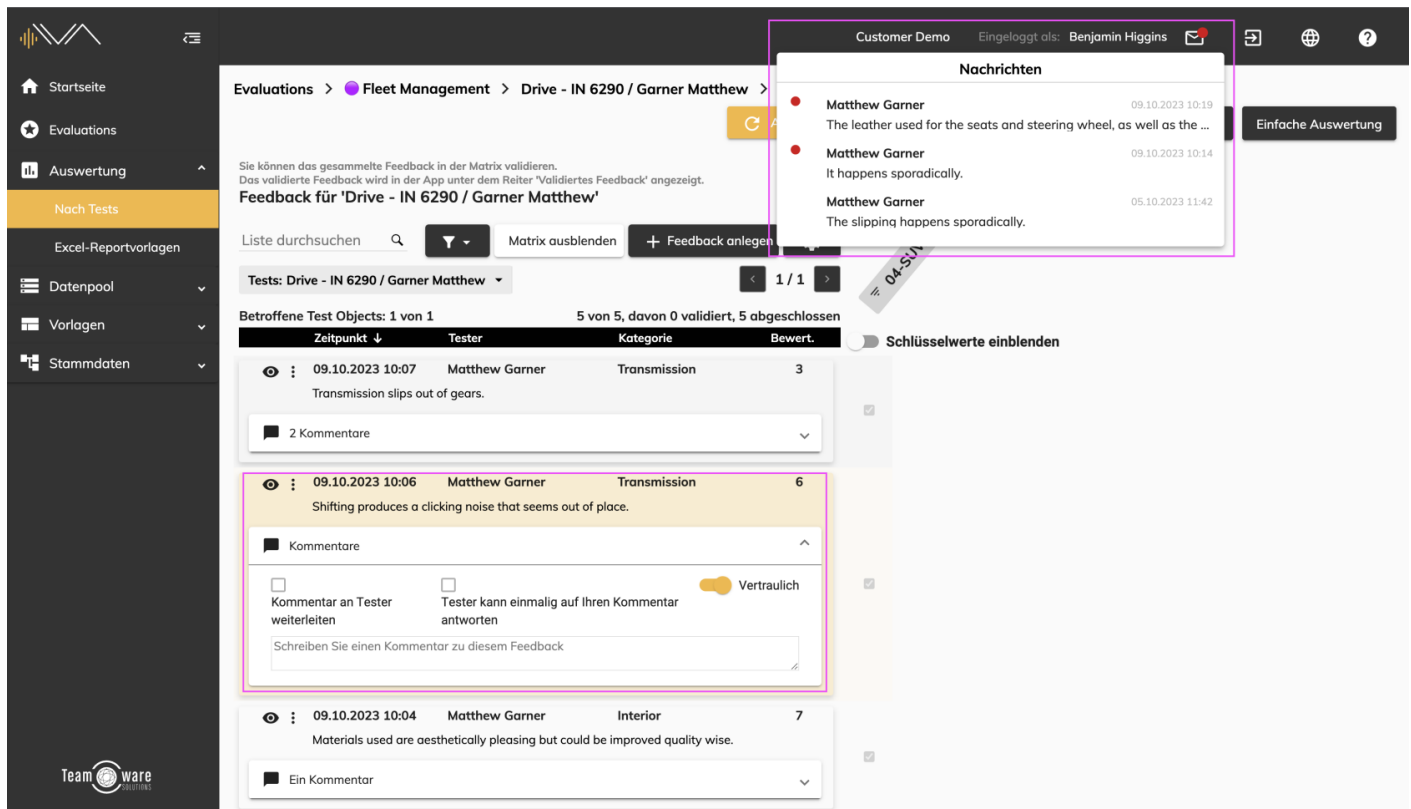 Customer Demo Eingeloggt als: Benjamin Higgins
Startseite
Evaluations
Auswertung
Nach Tests
Excel-Reportvorlagen
Datenpool
Vorlagen
Stammdaten
Team ware
SOLUTIONS
Evaluations > Fleet Management > Drive - IN 6290 / Garner Matthew >
Nachrichten
Matthew Garner 09.10.2023 10:19
The leather used for the seats and steering wheel, as well as the ...
Matthew Garner 09.10.2023 10:14
It happens sporadically.
Matthew Garner 05.10.2023 11:42
The slipping happens sporadically.
Einfache Auswertung
Sie können das gesammelte Feedback in der Matrix validieren.
Das validierte Feedback wird in der App unter dem Reiter 'Validiertes Feedback' angezeigt.
Feedback für 'Drive - IN 6290 / Garner Matthew'
Liste durchsuchen Matrix ausblenden + Feedback anlegen
04-SUV
Tests: Drive - IN 6290 / Garner Matthew < 1 / 1 >
Betroffene Test Objects: 1 von 1 5 von 5, davon 0 validiert, 5 abgeschlossen
Zeitpunkt ↓ Tester Kategorie Bewert.
Schlüsselwerte einblenden
09.10.2023 10:07 Matthew Garner Transmission 3
Transmission slips out of gears.
2 Kommentare
09.10.2023 10:06 Matthew Garner Transmission 6
Shifting produces a clicking noise that seems out of place.
Kommentare
Kommentar an Tester weiterleiten
Tester kann einmalig auf Ihren Kommentar antworten
Vertraulich
Schreiben Sie einen Kommentar zu diesem Feedback
09.10.2023 10:04 Matthew Garner Interior 7
Materials used are aesthetically pleasing but could be improved quality wise.
Ein Kommentar